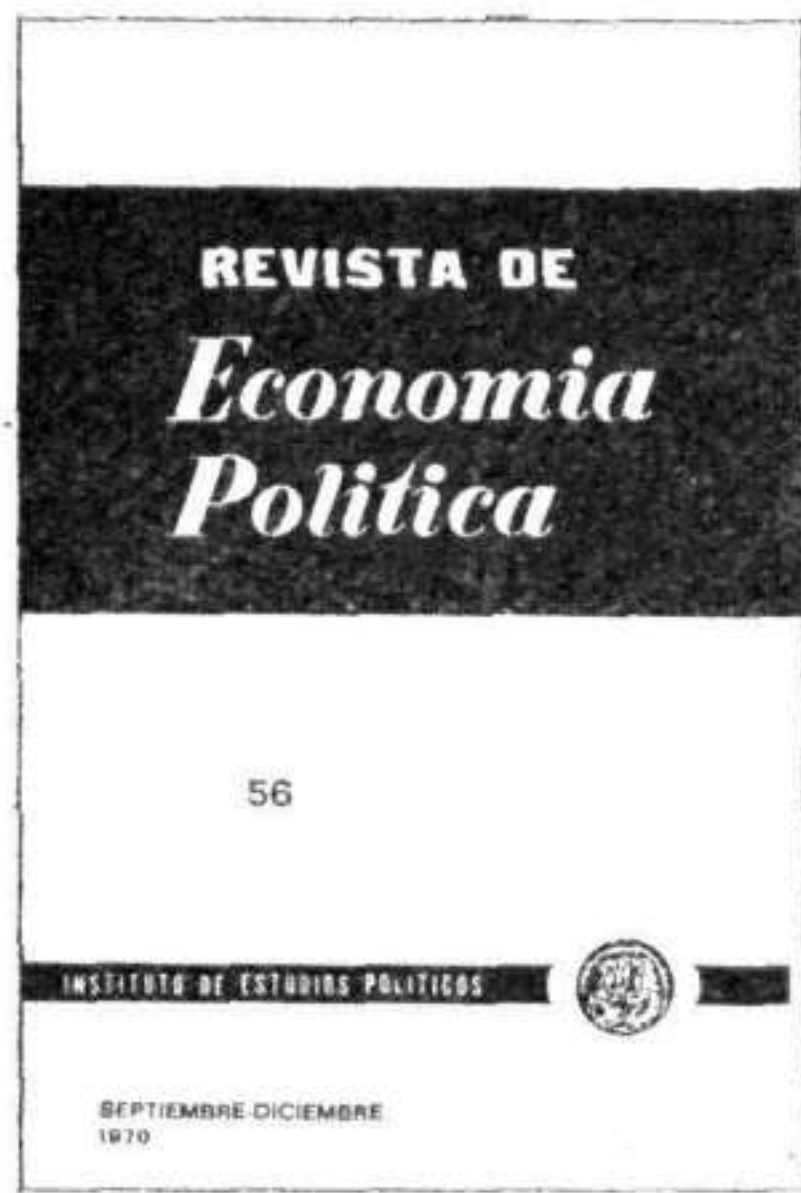 REVISTA DE
Economia
Politica
56
INSTITUTO DE ESTUDIOS POLITICOS
SEPTIEMBRE-DICIEMBRE
1970